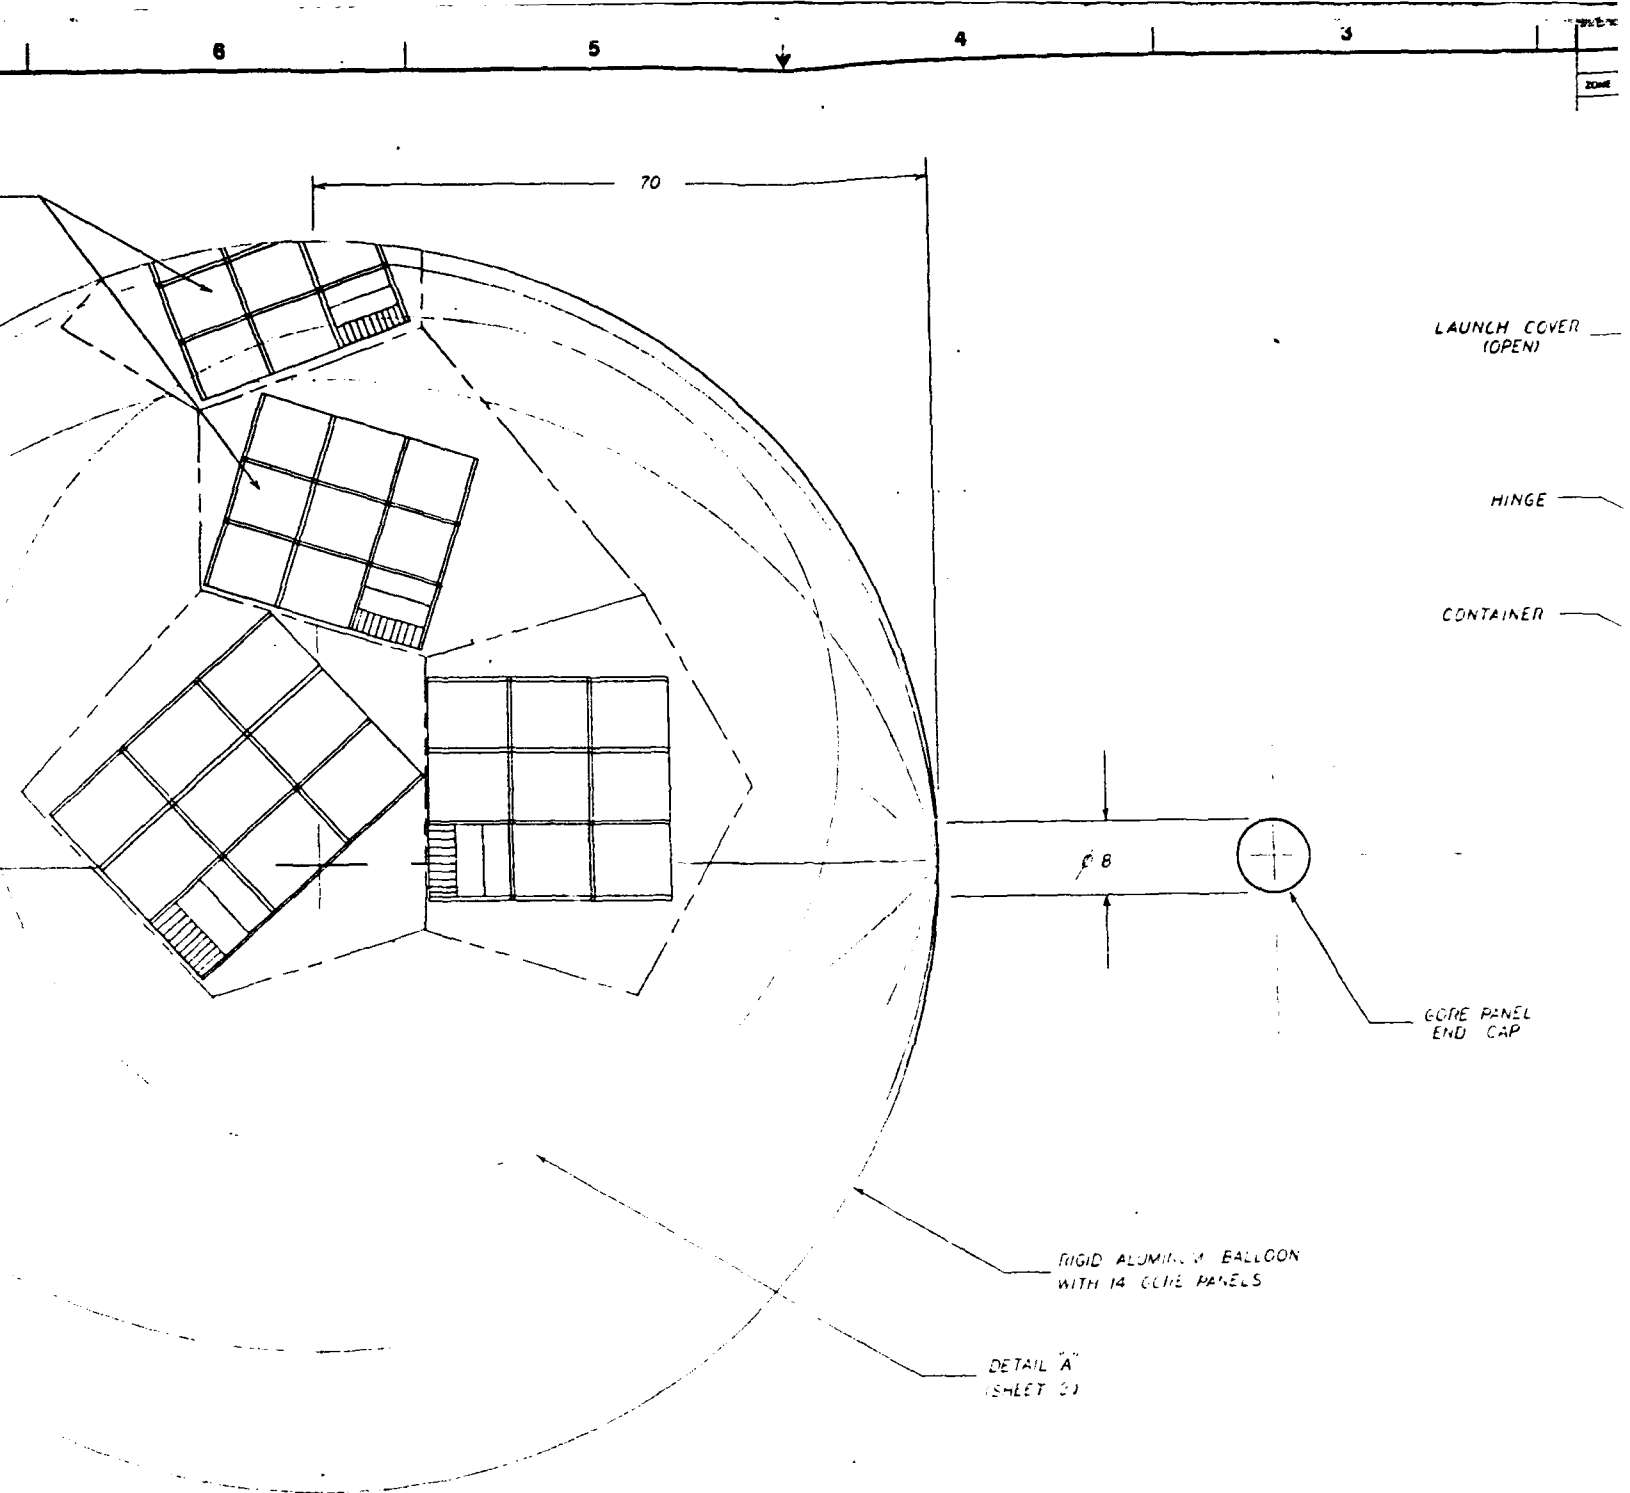 6
5
4
3
ZONE
70
LAUNCH COVER
(OPEN)
HINGE
CONTAINER
Ø 8
GORE PANEL
END CAP
RIGID ALUMINUM BALLOON
WITH 14 GORE PANELS
DETAIL "A"
(SHEET